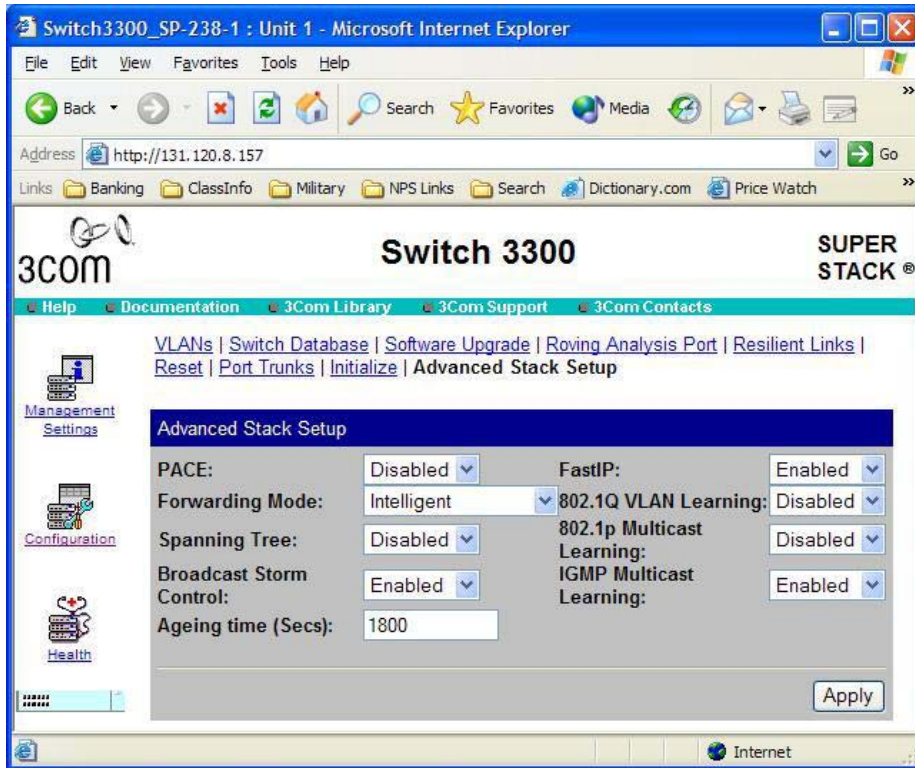 Switch3300_SP-238-1 : Unit 1 - Microsoft Internet Explorer
File Edit View Favorites Tools Help
Back Search Favorites Media »
Address http://131.120.8.157 Go
Links Banking ClassInfo Military NPS Links Search Dictionary.com Price Watch »
3COM Switch 3300 SUPER
STACK ®
Help Documentation 3Com Library 3Com Support 3Com Contacts
VLANs | Switch Database | Software Upgrade | Roving Analysis Port | Resilient Links |
Reset | Port Trunks | Initialize | Advanced Stack Setup
Management
Settings
Configuration
Health
Advanced Stack Setup
PACE: Disabled FastIP: Enabled
Forwarding Mode: Intelligent 802.1Q VLAN Learning: Disabled
Spanning Tree: Disabled 802.1p Multicast
Learning: Disabled
Broadcast Storm
Control: Enabled IGMP Multicast
Learning: Enabled
Ageing time (Secs): 1800
Apply
Internet